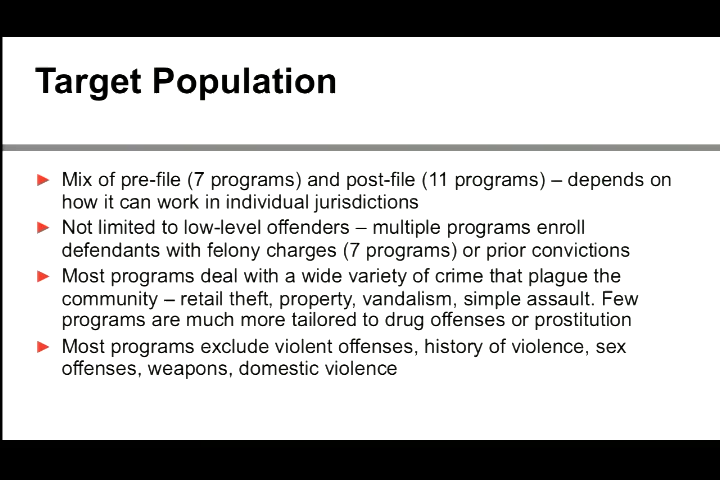 Target Population
Mix of pre-file (7 programs) and post-file (11 programs) – depends on
how it can work in individual jurisdictions
Not limited to low-level offenders – multiple programs enroll
defendants with felony charges (7 programs) or prior convictions
Most programs deal with a wide variety of crime that plague the
community – retail theft, property, vandalism, simple assault. Few
programs are much more tailored to drug offenses or prostitution
Most programs exclude violent offenses, history of violence, sex
offenses, weapons, domestic violence